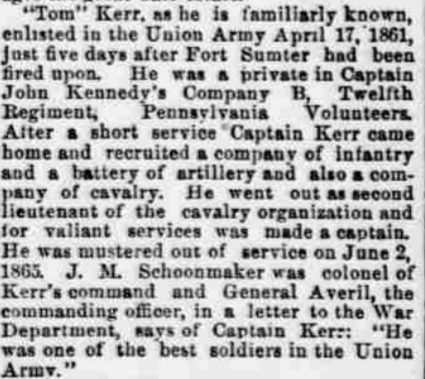 "Tom" Kerr, as he is familiarly known,
enlisted in the Union Army April 17, 1861,
just five days after Fort Sumter had been
fired upon. He was a private in Captain
John Kennedy's Company B, Twelfth
Regiment, Pennsylvania Volunteers.
After a short service Captain Kerr came
home and recruited a company of infantry
and a battery of artillery and also a com-
pany of cavalry. He went out as second
lieutenant of the cavalry organization and
for valiant services was made a captain.
He was mustered out of service on June 2,
1865. J. M. Schoonmaker was colonel of
Kerr's command and General Averil, the
commanding officer, in a letter to the War
Department, says of Captain Kerr: "He
was one of the best soldiers in the Union
Army."